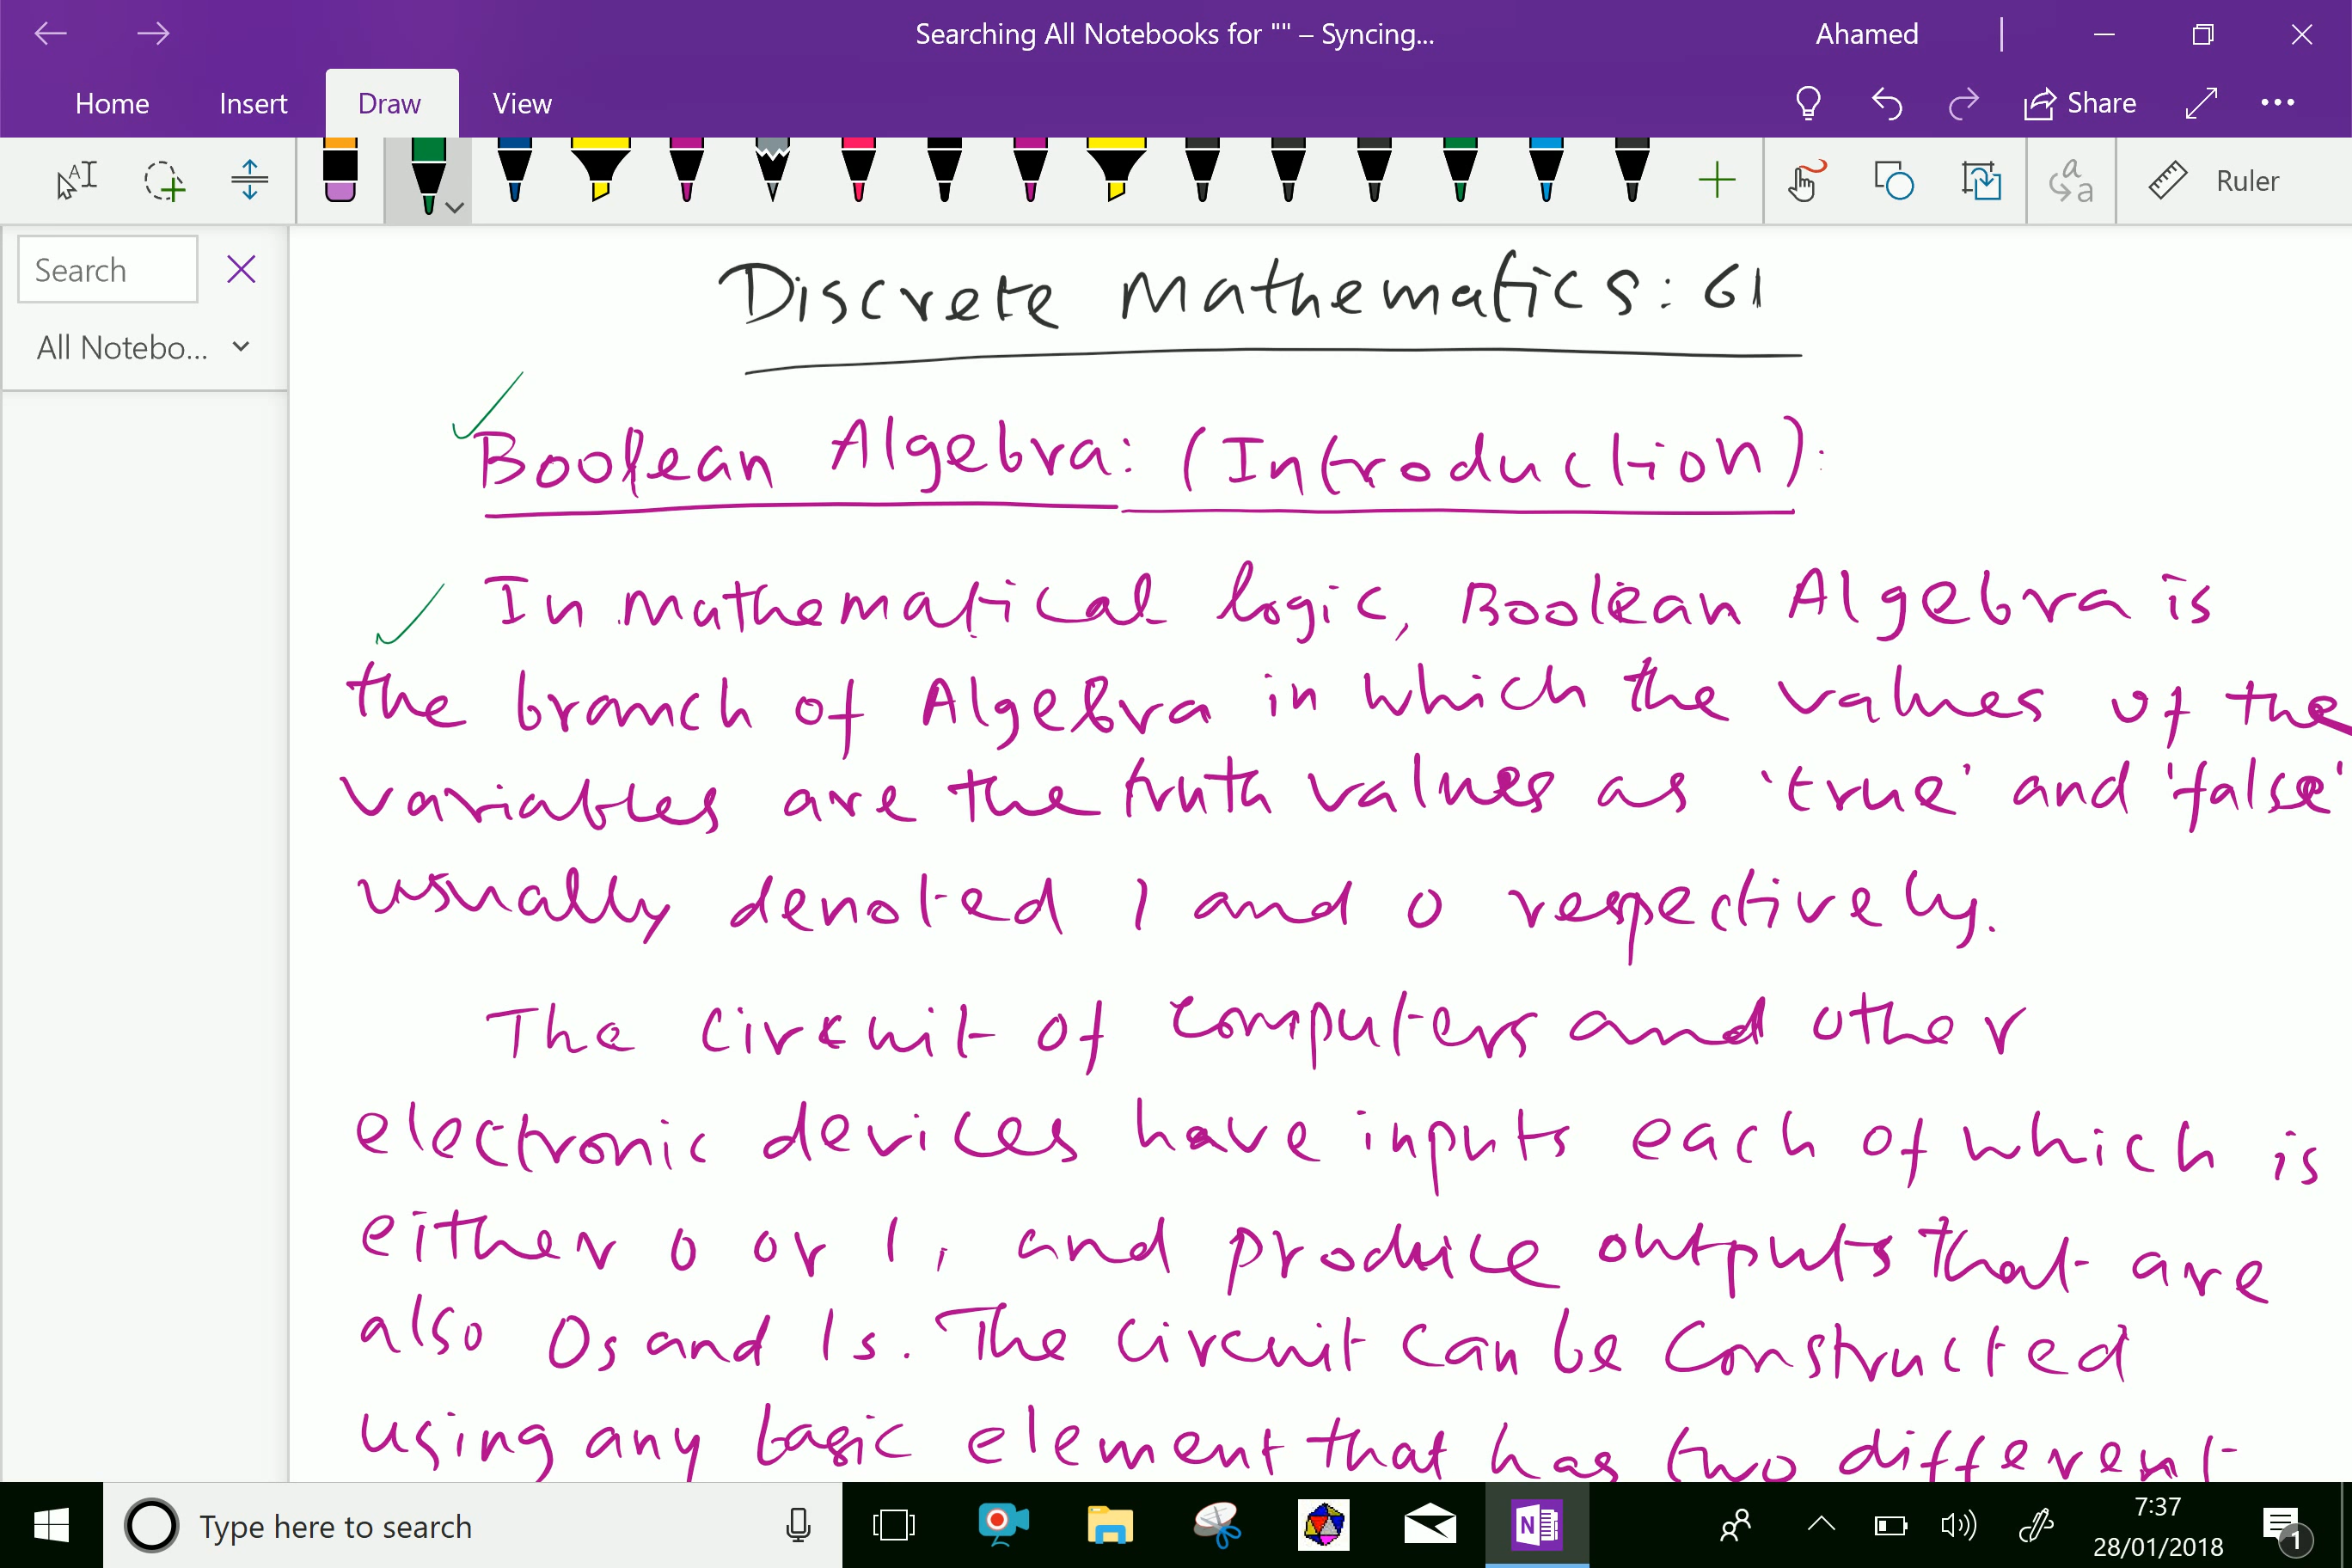 Searching All Notebooks for "" – Syncing...
Ahamed
Home Insert Draw View
Share
Ruler
Search
All Notebo...
Discrete Mathematics: 61
Boolean Algebra: (Introduction):
In mathematical logic, Boolean Algebra is
the branch of Algebra in which the values of the
variables are the truth values as 'true' and 'false'
usually denoted 1 and 0 respectively.
The circuit of computers and other
electronic devices have inputs each of which is
either 0 or 1, and produce outputs that are
also 0s and 1s. The circuit can be constructed
using any basic element that has two different
Type here to search
7:37
28/01/2018
1